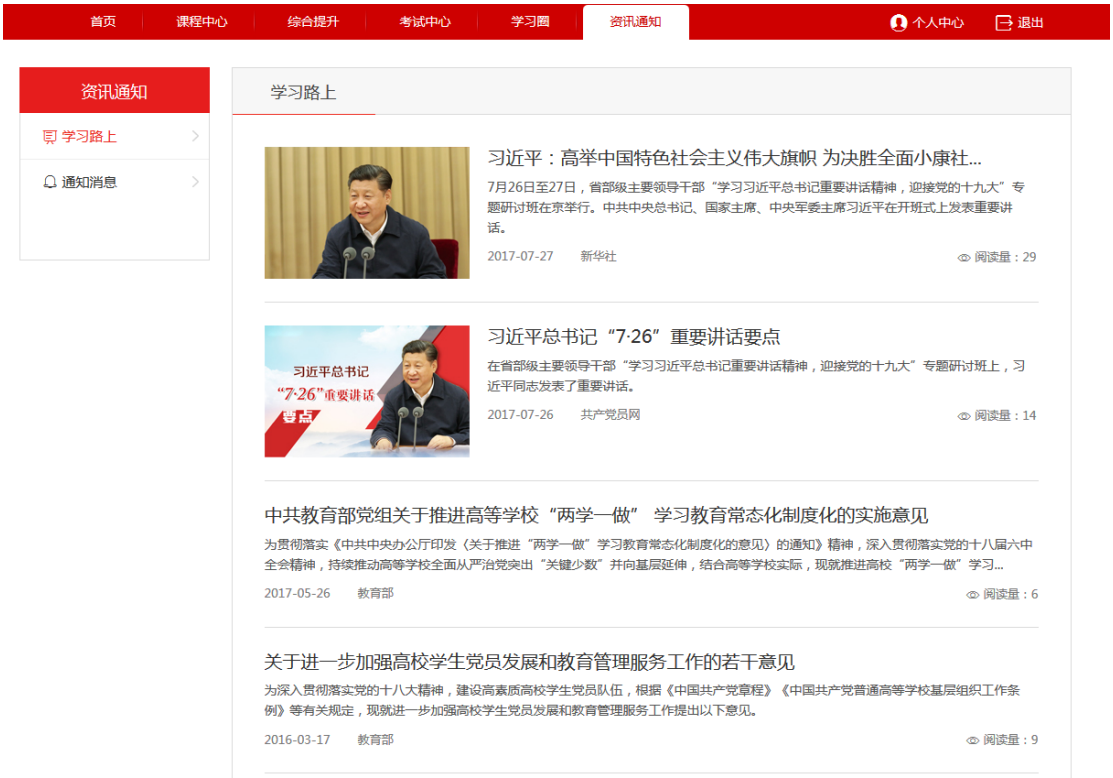 首页 课程中心 综合提升 考试中心 学习圈 资讯通知 个人中心 退出
资讯通知
学习路上
通知消息
学习路上
习近平：高举中国特色社会主义伟大旗帜 为决胜全面小康社...
7月26日至27日，省部级主要领导干部“学习习近平总书记重要讲话精神，迎接党的十九大”专
题研讨班在京举行。中共中央总书记、国家主席、中央军委主席习近平在开班式上发表重要讲
话。
2017-07-27 新华社 阅读量：29
习近平总书记
“7·26”重要讲话
要点
习近平总书记“7·26”重要讲话要点
在省部级主要领导干部“学习习近平总书记重要讲话精神，迎接党的十九大”专题研讨班上，习
近平同志发表了重要讲话。
2017-07-26 共产党员网 阅读量：14
中共教育部党组关于推进高等学校“两学一做” 学习教育常态化制度化的实施意见
为贯彻落实《中共中央办公厅印发〈关于推进“两学一做”学习教育常态化制度化的意见〉的通知》精神，深入贯彻落实党的十八届六中
全会精神，持续推动高等学校全面从严治党突出“关键少数”并向基层延伸，结合高等学校实际，现就推进高校“两学一做”学习...
2017-05-26 教育部 阅读量：6
关于进一步加强高校学生党员发展和教育管理服务工作的若干意见
为深入贯彻落实党的十八大精神，建设高素质高校学生党员队伍，根据《中国共产党章程》《中国共产党普通高等学校基层组织工作条
例》等有关规定，现就进一步加强高校学生党员发展和教育管理服务工作提出以下意见。
2016-03-17 教育部 阅读量：9